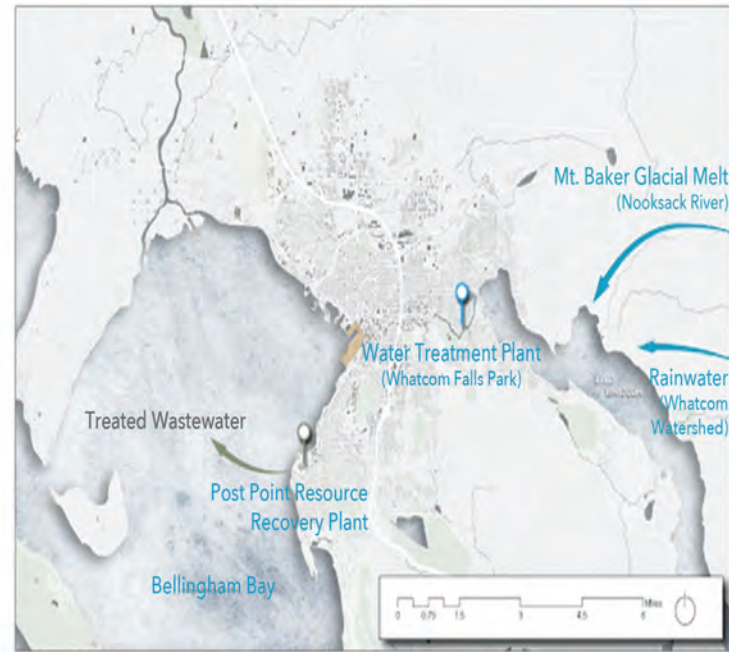 Mt. Baker Glacial Melt
(Nooksack River)
Water Treatment Plant
(Whatcom Falls Park)
Rainwater
(Whatcom
Watershed)
Treated Wastewater
Post Point Resource
Recovery Plant
Bellingham Bay
0 0.75 1.5 3 4.5 6 Miles